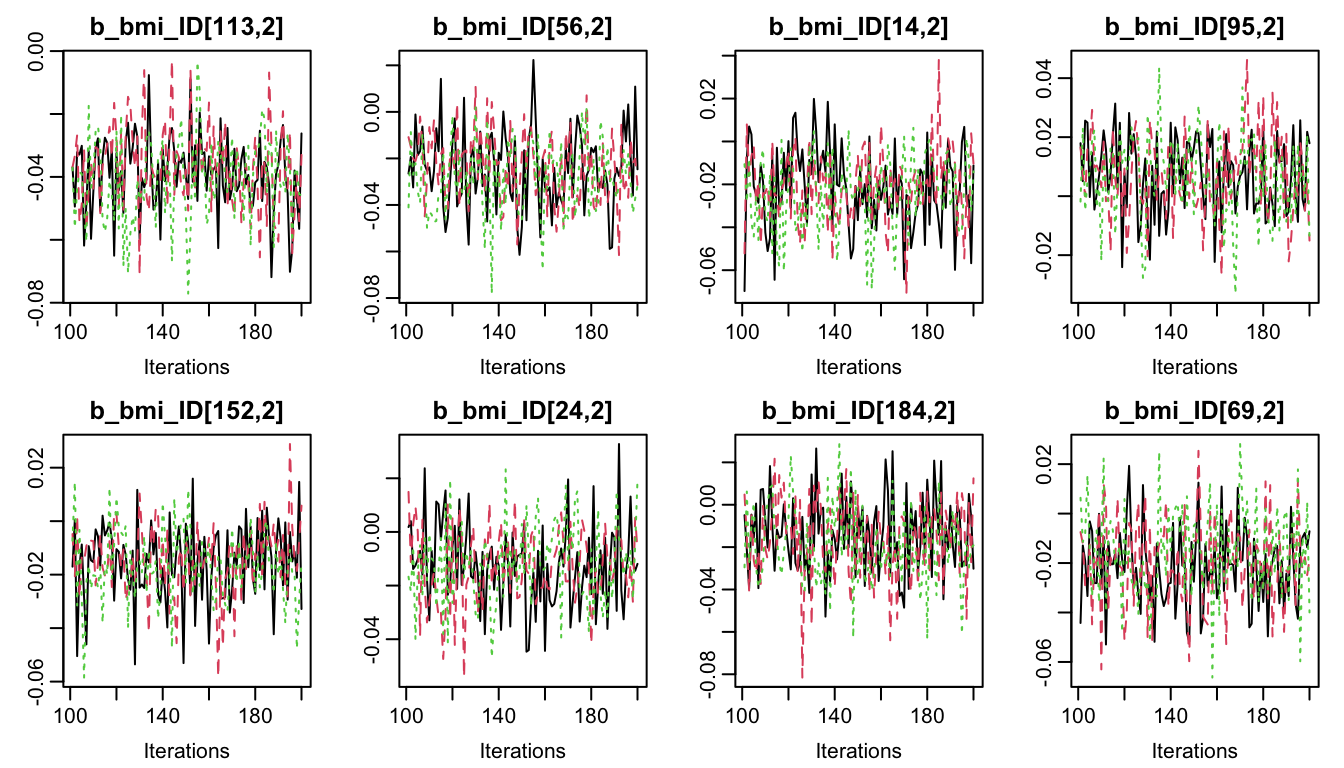 b_bmi_ID[113,2] b_bmi_ID[56,2] b_bmi_ID[14,2] b_bmi_ID[95,2]
0.00 -0.04 -0.08
0.00 -0.04 -0.08
0.02 -0.02 -0.06
0.04 0.02 -0.02
100 140 180 100 140 180 100 140 180 100 140 180
Iterations Iterations Iterations Iterations
b_bmi_ID[152,2] b_bmi_ID[24,2] b_bmi_ID[184,2] b_bmi_ID[69,2]
0.02 -0.02 -0.06
0.00 -0.04
0.00 -0.04 -0.08
0.02 -0.02 -0.06
100 140 180 100 140 180 100 140 180 100 140 180
Iterations Iterations Iterations Iterations